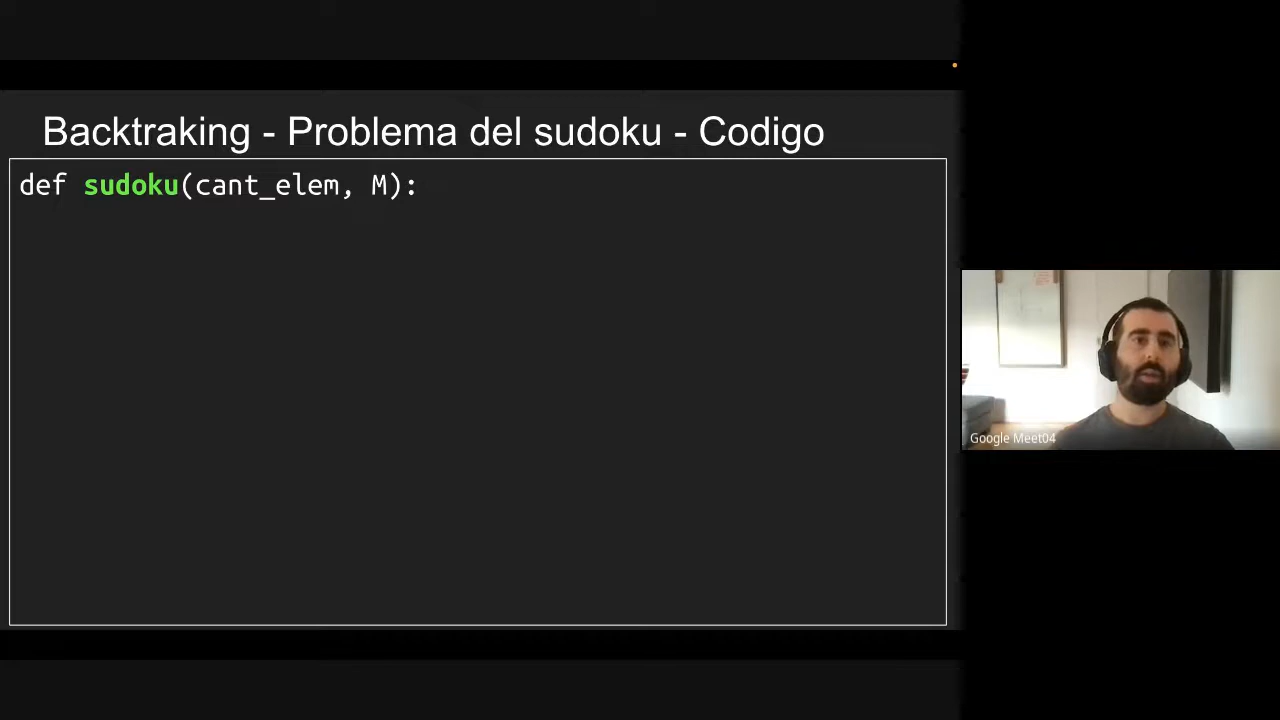 Backtraking - Problema del sudoku - Codigo
def sudoku(cant_elem, M):
Google Meet04